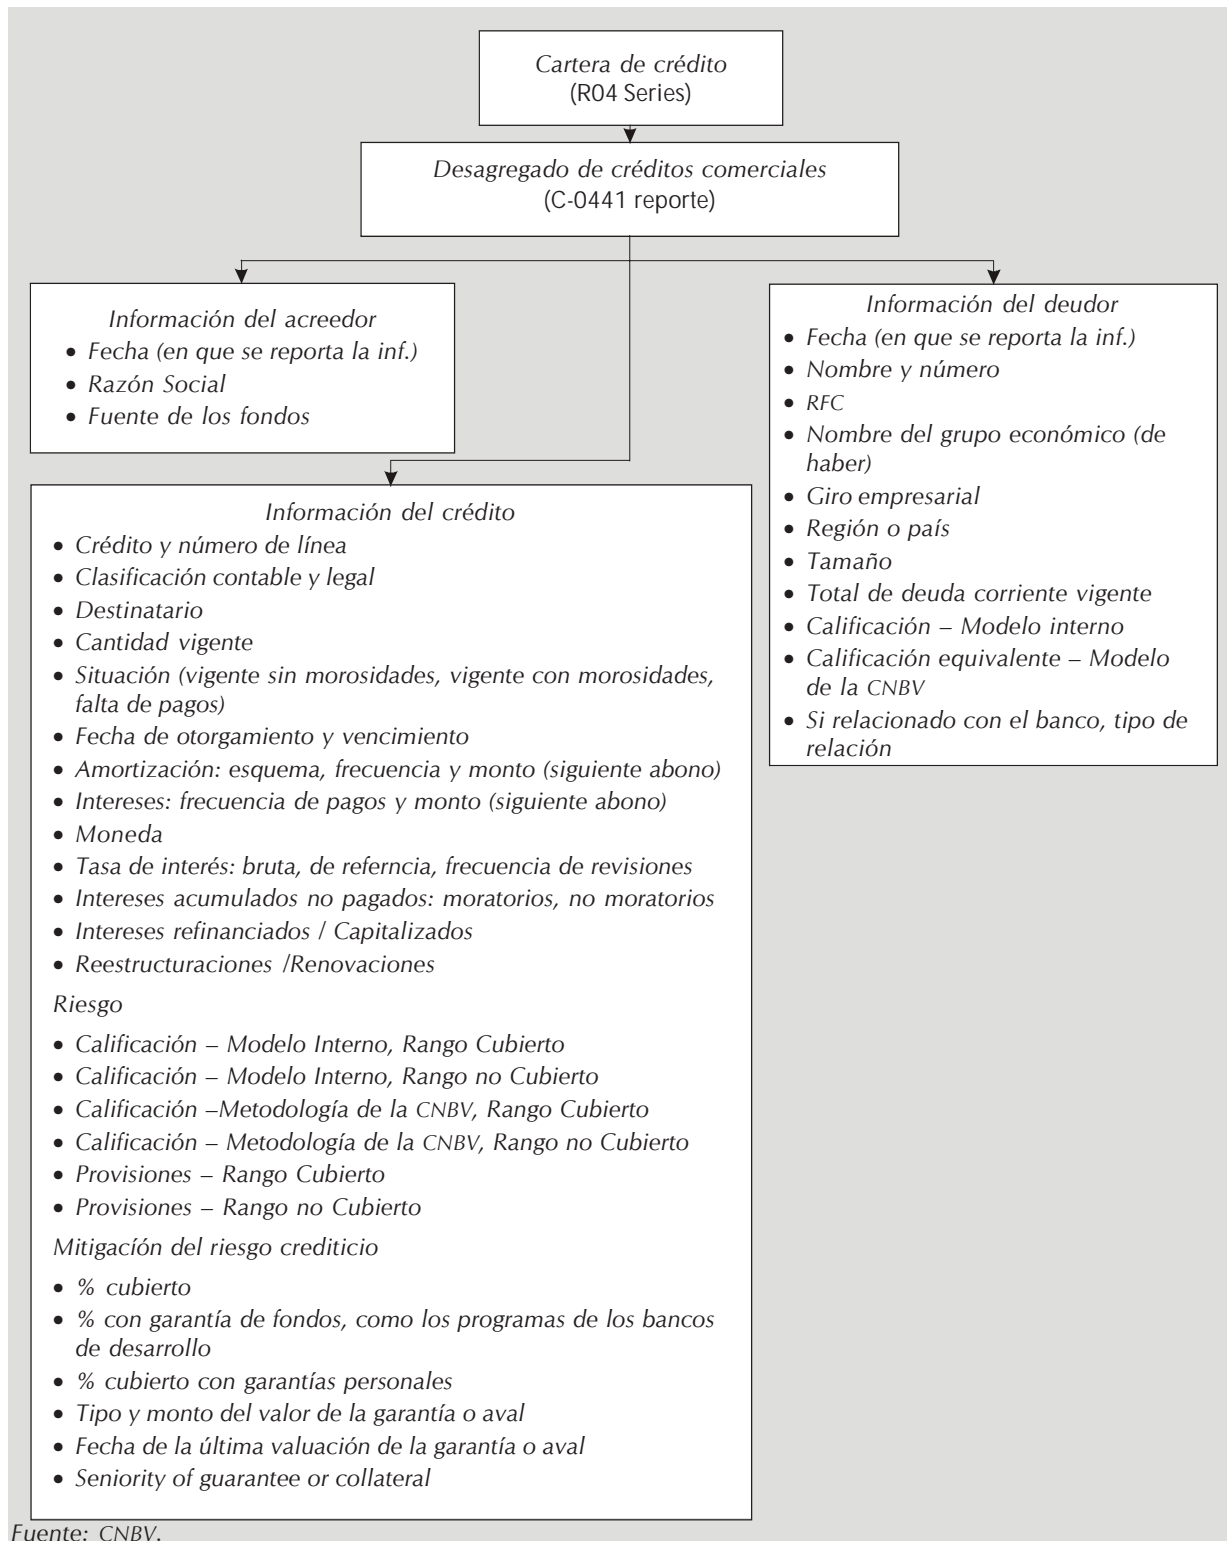 Cartera de crédito
(R04 Series)
Desagregado de créditos comerciales
(C-0441 reporte)
Información del acreedor
• Fecha (en que se reporta la inf.)
• Razón Social
• Fuente de los fondos
Información del deudor
• Fecha (en que se reporta la inf.)
• Nombre y número
• RFC
• Nombre del grupo económico (de
haber)
• Giro empresarial
• Región o país
• Tamaño
• Total de deuda corriente vigente
• Calificación – Modelo interno
• Calificación equivalente – Modelo
de la CNBV
• Si relacionado con el banco, tipo de
relación
Información del crédito
• Crédito y número de línea
• Clasificación contable y legal
• Destinatario
• Cantidad vigente
• Situación (vigente sin morosidades, vigente con morosidades,
falta de pagos)
• Fecha de otorgamiento y vencimiento
• Amortización: esquema, frecuencia y monto (siguiente abono)
• Intereses: frecuencia de pagos y monto (siguiente abono)
• Moneda
• Tasa de interés: bruta, de referncia, frecuencia de revisiones
• Intereses acumulados no pagados: moratorios, no moratorios
• Intereses refinanciados / Capitalizados
• Reestructuraciones /Renovaciones
Riesgo
• Calificación – Modelo Interno, Rango Cubierto
• Calificación – Modelo Interno, Rango no Cubierto
• Calificación –Metodología de la CNBV, Rango Cubierto
• Calificación – Metodología de la CNBV, Rango no Cubierto
• Provisiones – Rango Cubierto
• Provisiones – Rango no Cubierto
Mitigacíón del riesgo crediticio
• % cubierto
• % con garantía de fondos, como los programas de los bancos
de desarrollo
• % cubierto con garantías personales
• Tipo y monto del valor de la garantía o aval
• Fecha de la última valuación de la garantía o aval
• Seniority of guarantee or collateral
Fuente: CNBV.